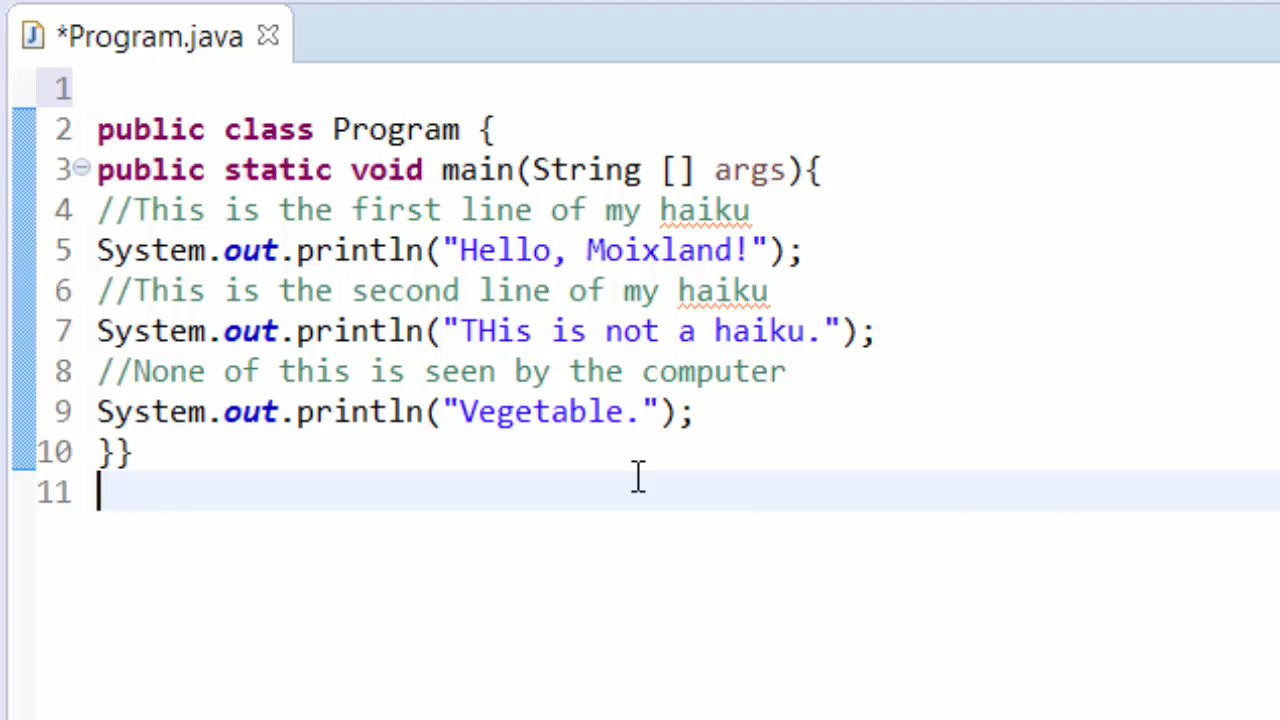 *Program.java
1
2 public class Program {
3 public static void main(String [] args){
4 //This is the first line of my haiku
5 System.out.println("Hello, Moixland!");
6 //This is the second line of my haiku
7 System.out.println("THis is not a haiku.");
8 //None of this is seen by the computer
9 System.out.println("Vegetable.");
10 }}
11